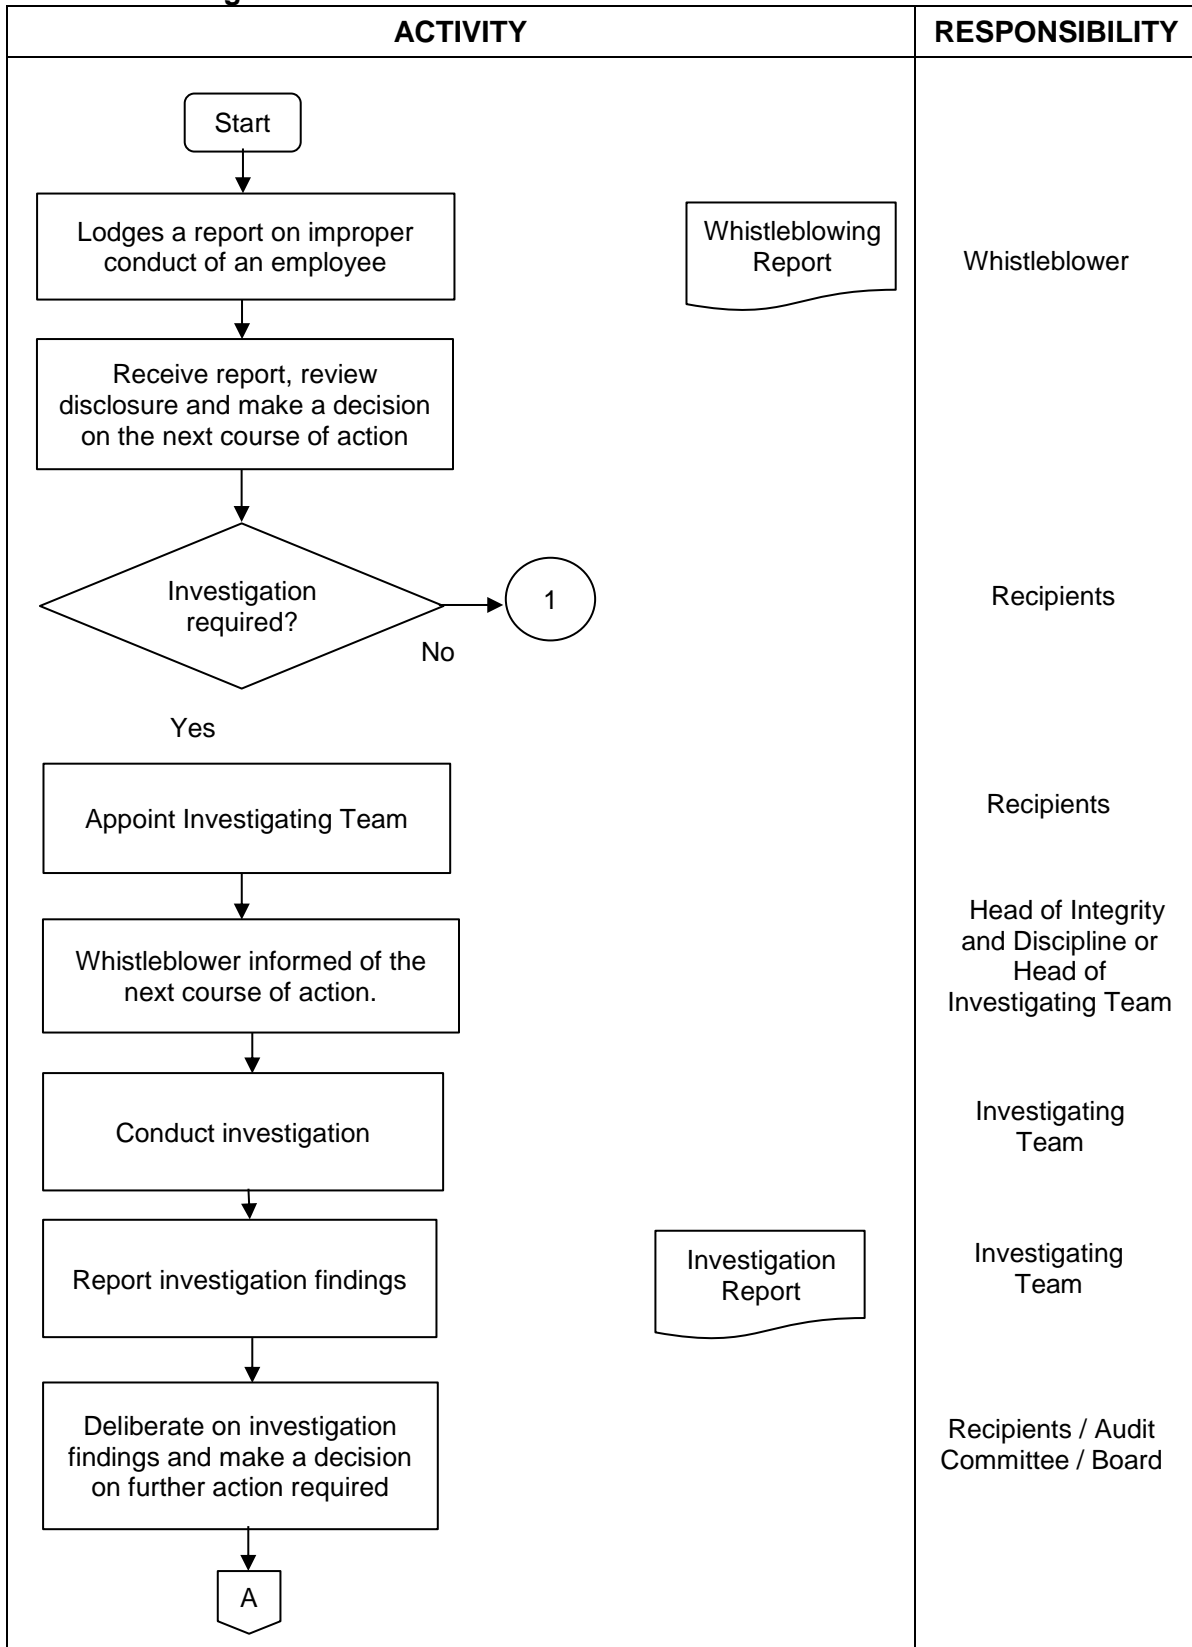 ACTIVITY
RESPONSIBILITY
Start
Lodges a report on improper
conduct of an employee
Whistleblowing
Report
Whistleblower
Receive report, review
disclosure and make a decision
on the next course of action
Investigation
required?
No
1
Recipients
Yes
Appoint Investigating Team
Recipients
Whistleblower informed of the
next course of action.
Head of Integrity
and Discipline or
Head of
Investigating Team
Conduct investigation
Investigating
Team
Report investigation findings
Investigation
Report
Investigating
Team
Deliberate on investigation
findings and make a decision
on further action required
Recipients / Audit
Committee / Board
A